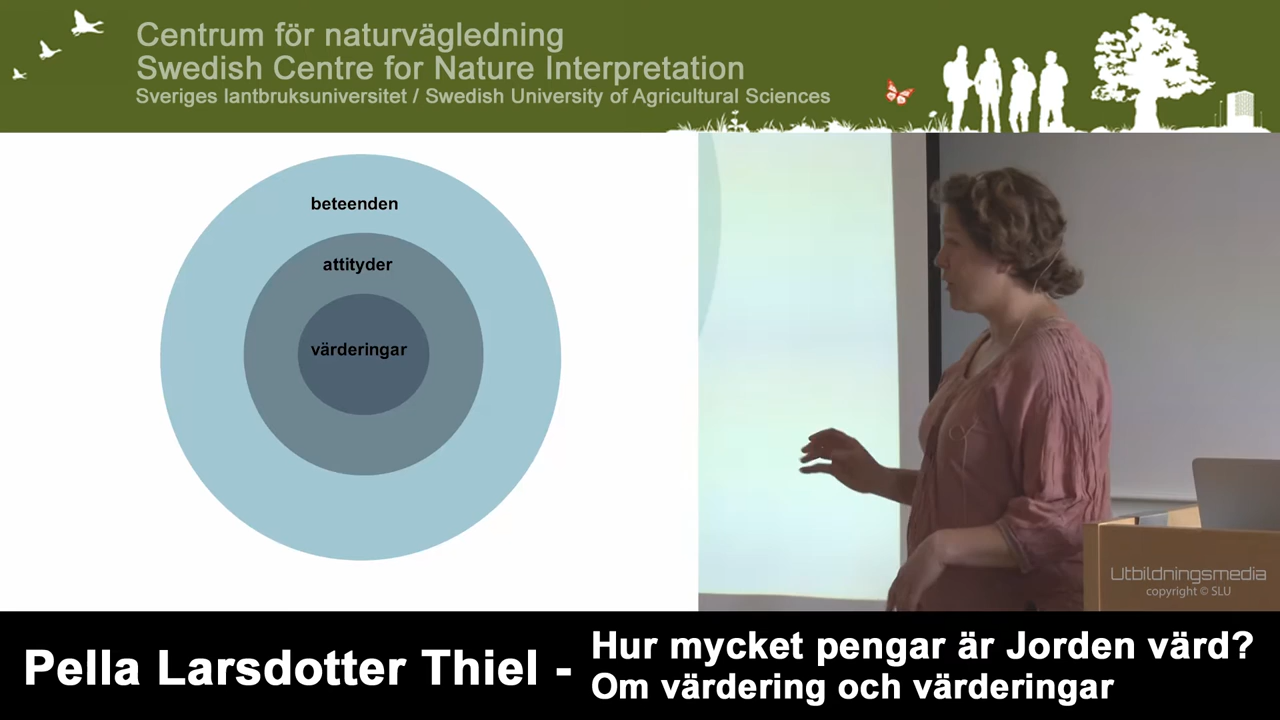 Centrum för naturvägledning
Swedish Centre for Nature Interpretation
Sveriges lantbruksuniversitet / Swedish University of Agricultural Sciences
beteenden
attityder
värderingar
Utbildningsmedia
copyright © SLU
Pella Larsdotter Thiel -
Hur mycket pengar är Jorden värd?
Om värdering och värderingar